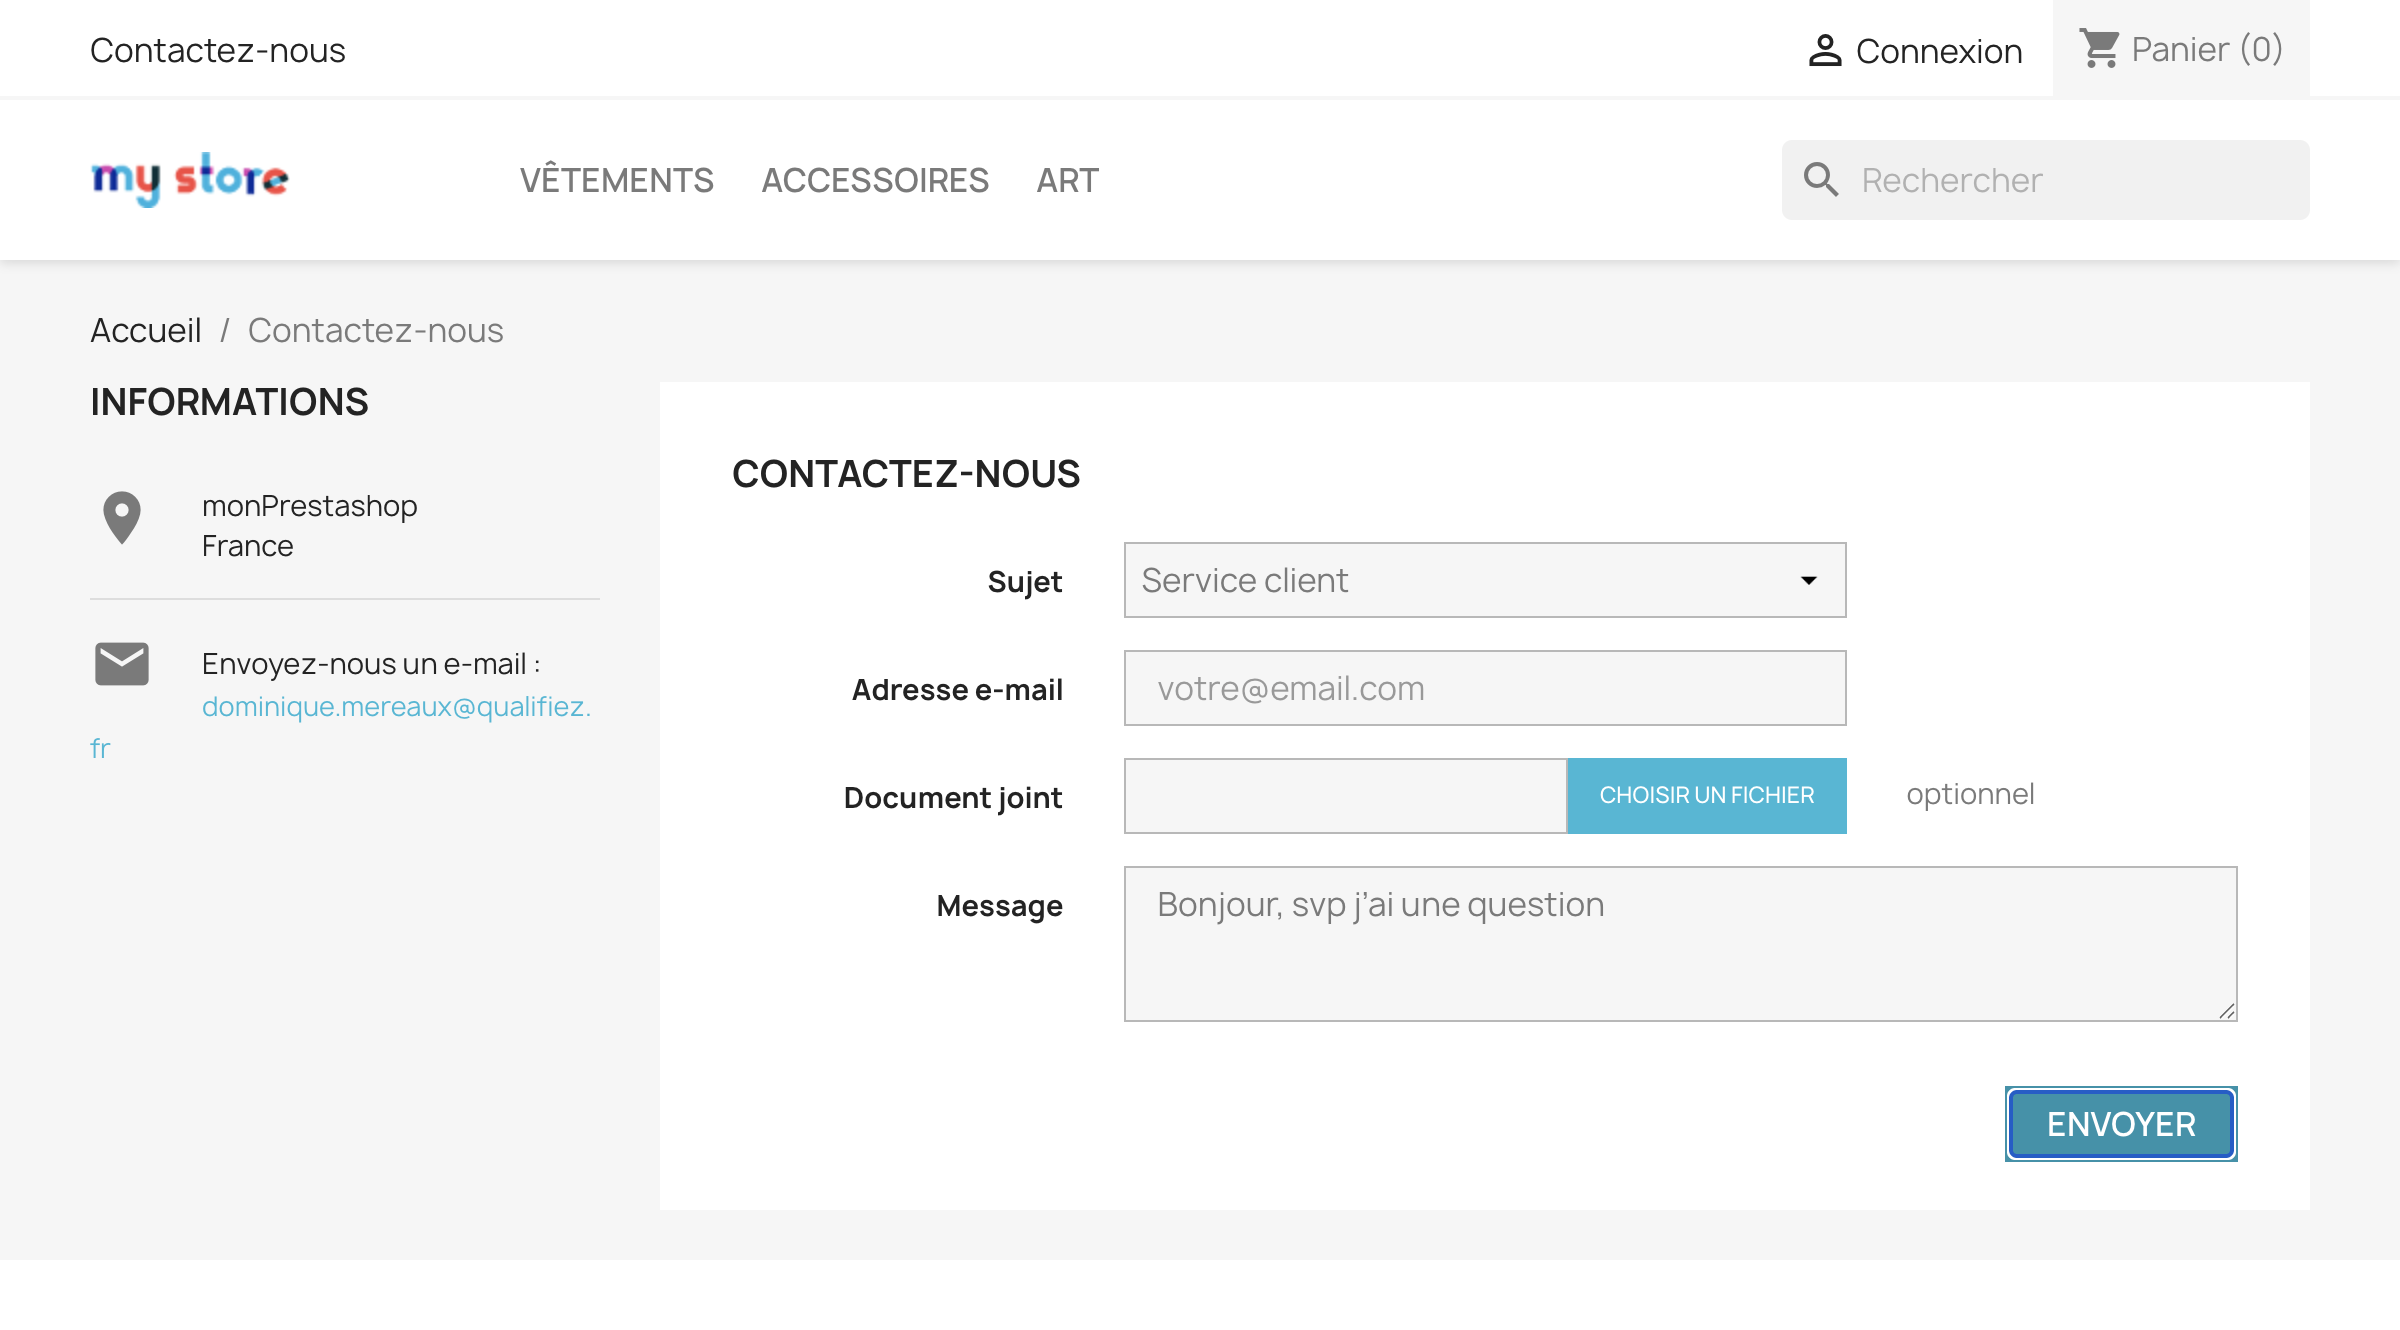 Contactez-nous
Connexion
Panier (0)
my store
VÊTEMENTS ACCESSOIRES ART
Rechercher
Accueil / Contactez-nous
INFORMATIONS
monPrestashop
France
Envoyez-nous un e-mail :
dominique.mereaux@qualifiez.
fr
CONTACTEZ-NOUS
Sujet
Service client
Adresse e-mail
votre@email.com
Document joint
CHOISIR UN FICHIER
optionnel
Message
Bonjour, svp j’ai une question
ENVOYER